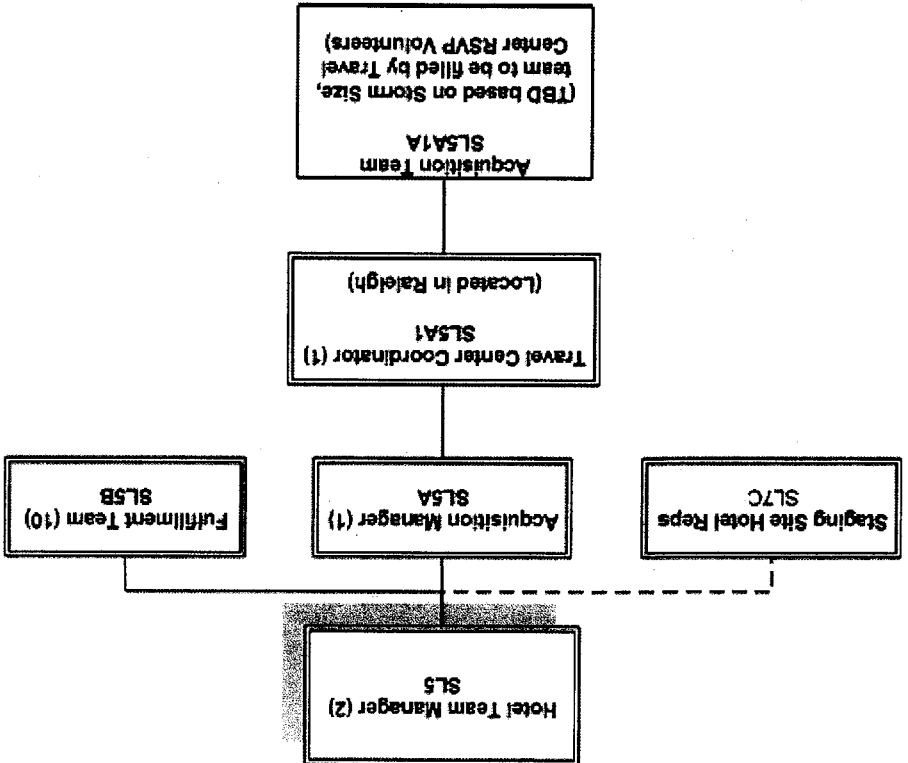 Hotel Team Manager (2)
SL5
Staging Site Hotel Reps
SL7C
Acquisition Manager (1)
SL5A
Fulfillment Team (10)
SL5B
Travel Center Coordinator (1)
SL5A1
(Located in Raleigh)
Acquisition Team
SL5A1A
(TBD based on Storm Size,
team to be filled by Travel
Center RSVP Volunteers)